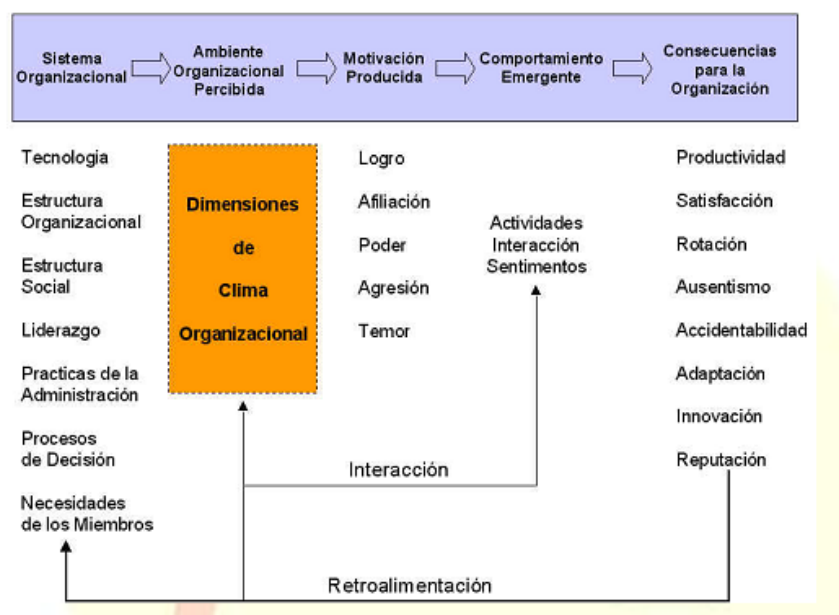 Sistema
Organizacional
Ambiente
Organizacional
Percibida
Motivación
Producida
Comportamiento
Emergente
Consecuencias
para la
Organización
Tecnología
Estructura
Organizacional
Estructura
Social
Liderazgo
Practicas de la
Administración
Procesos
de Decisión
Necesidades
de los Miembros
Dimensiones
de
Clima
Organizacional
Logro
Afiliación
Poder
Agresión
Temor
Actividades
Interacción
Sentimentos
Productividad
Satisfacción
Rotación
Ausentismo
Accidentabilidad
Adaptación
Innovación
Reputación
Interacción
Retroalimentación